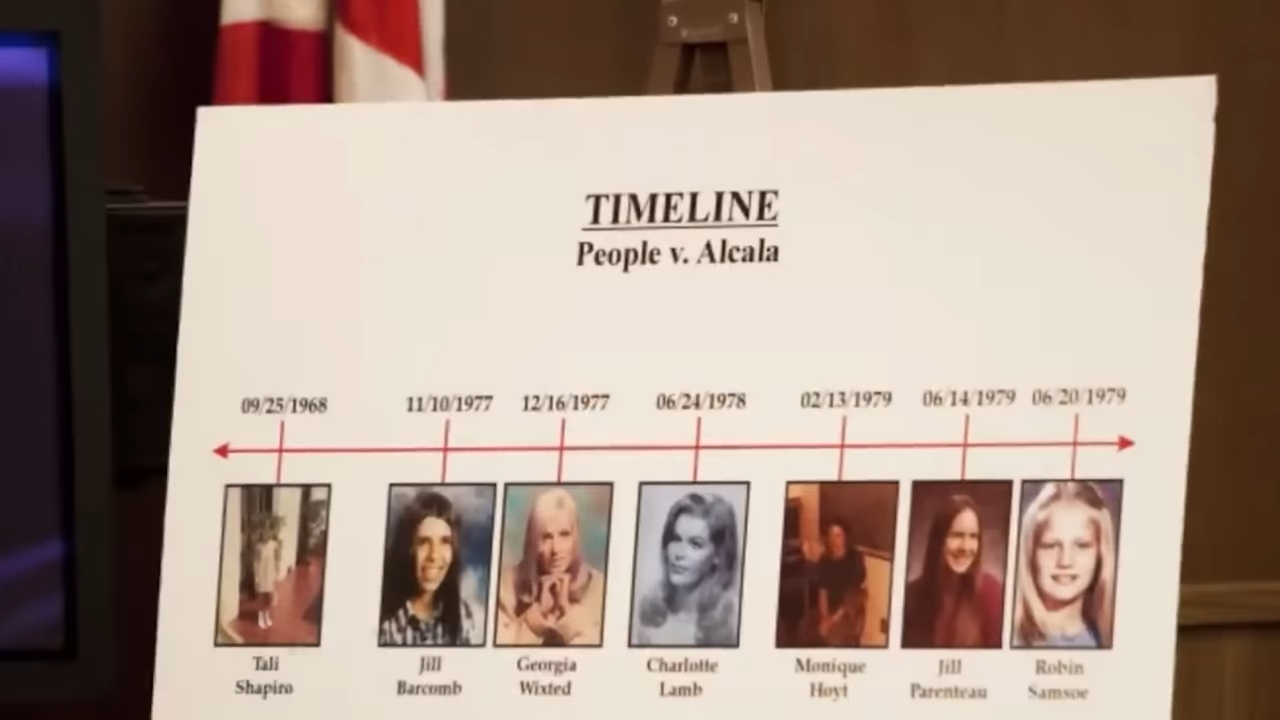 TIMELINE
People v. Alcala
09/25/1968 11/10/1977 12/16/1977 06/24/1978 02/13/1979 06/14/1979 06/20/1979
Tali Jill Georgia Charlotte Monique Jill Robin
Shapiro Barcomb Wixted Lamb Hoyt Parenteau Samsoe